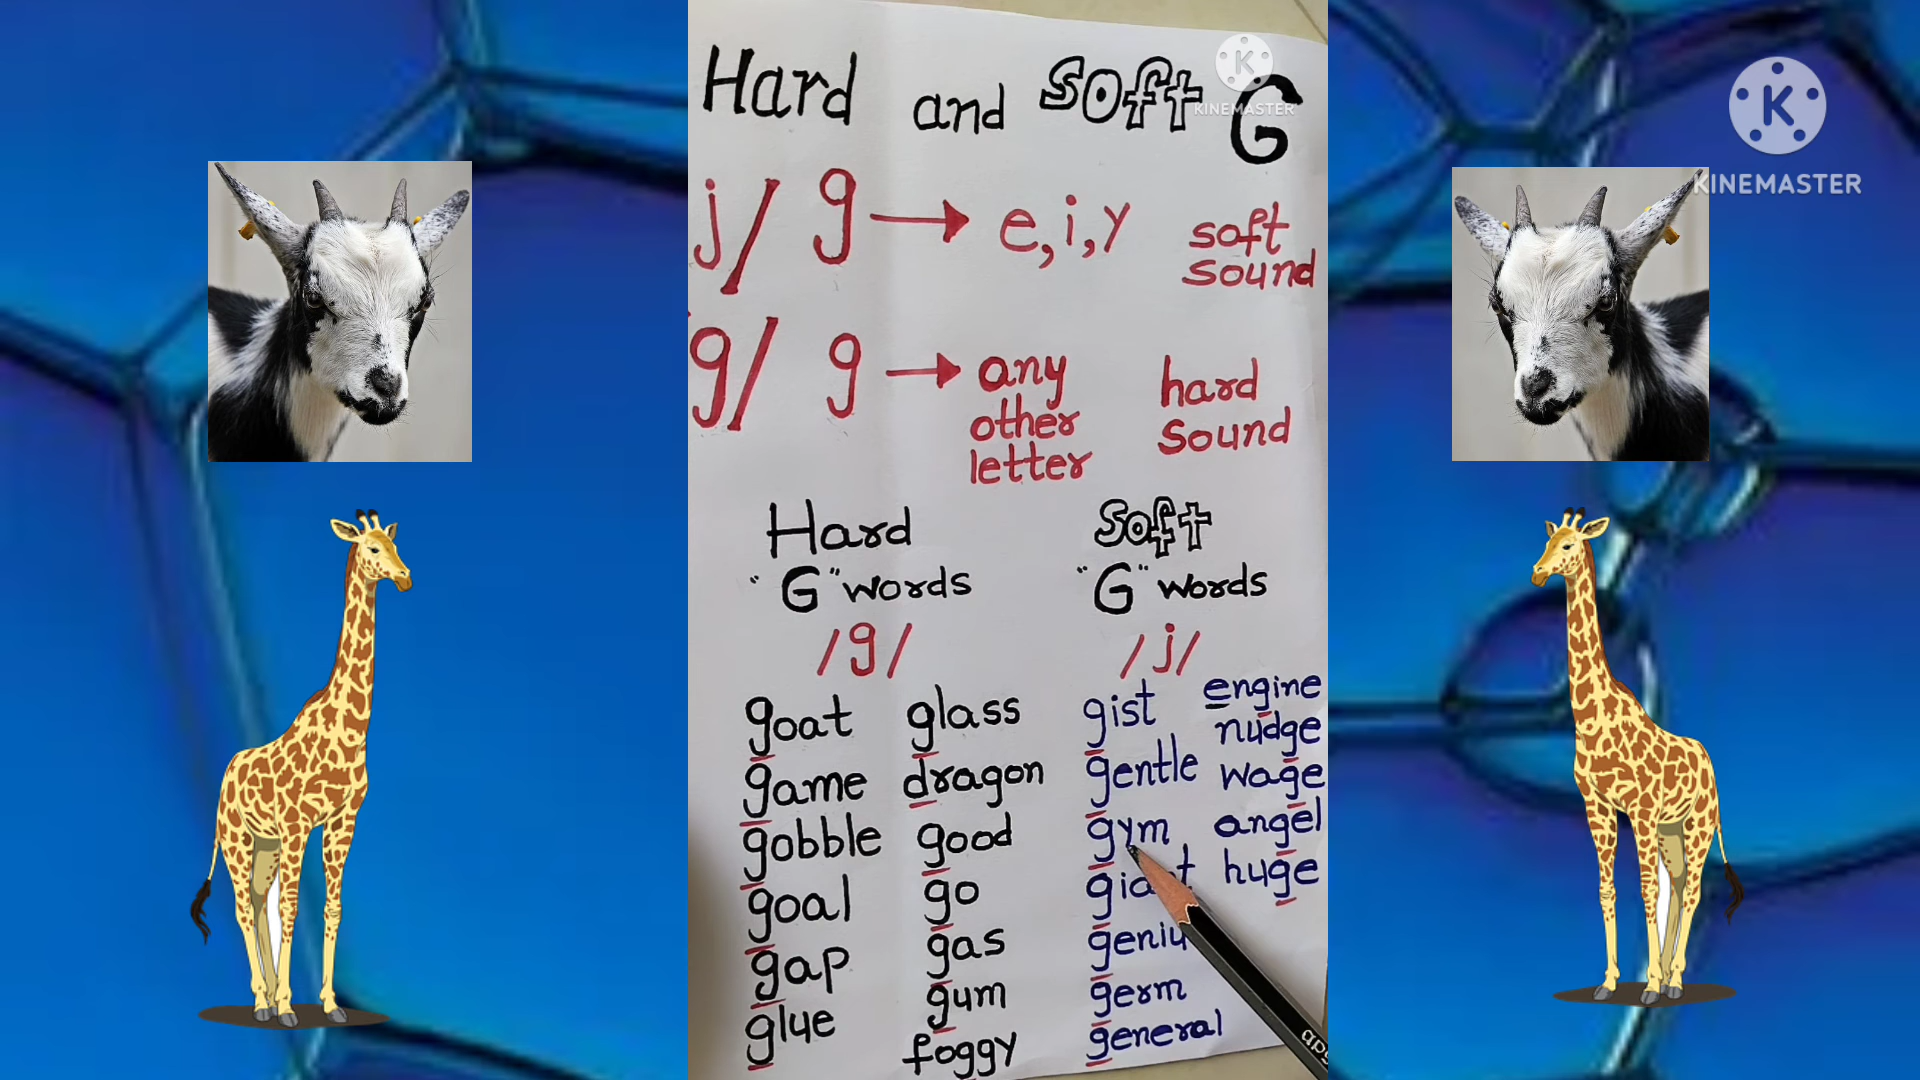 Hard and Soft G
KINEMASTER
KINEMASTER
/j/ g → e, i, y soft
sound
/g/ g → any hard
other sound
letter
Hard Soft
"G" words "G" words
/g/ /j/
goat glass gist engine
game dragon gentle nudge
gobble good gym wage
goal go giant angel
gap gas huge
glue gum germ
foggy general